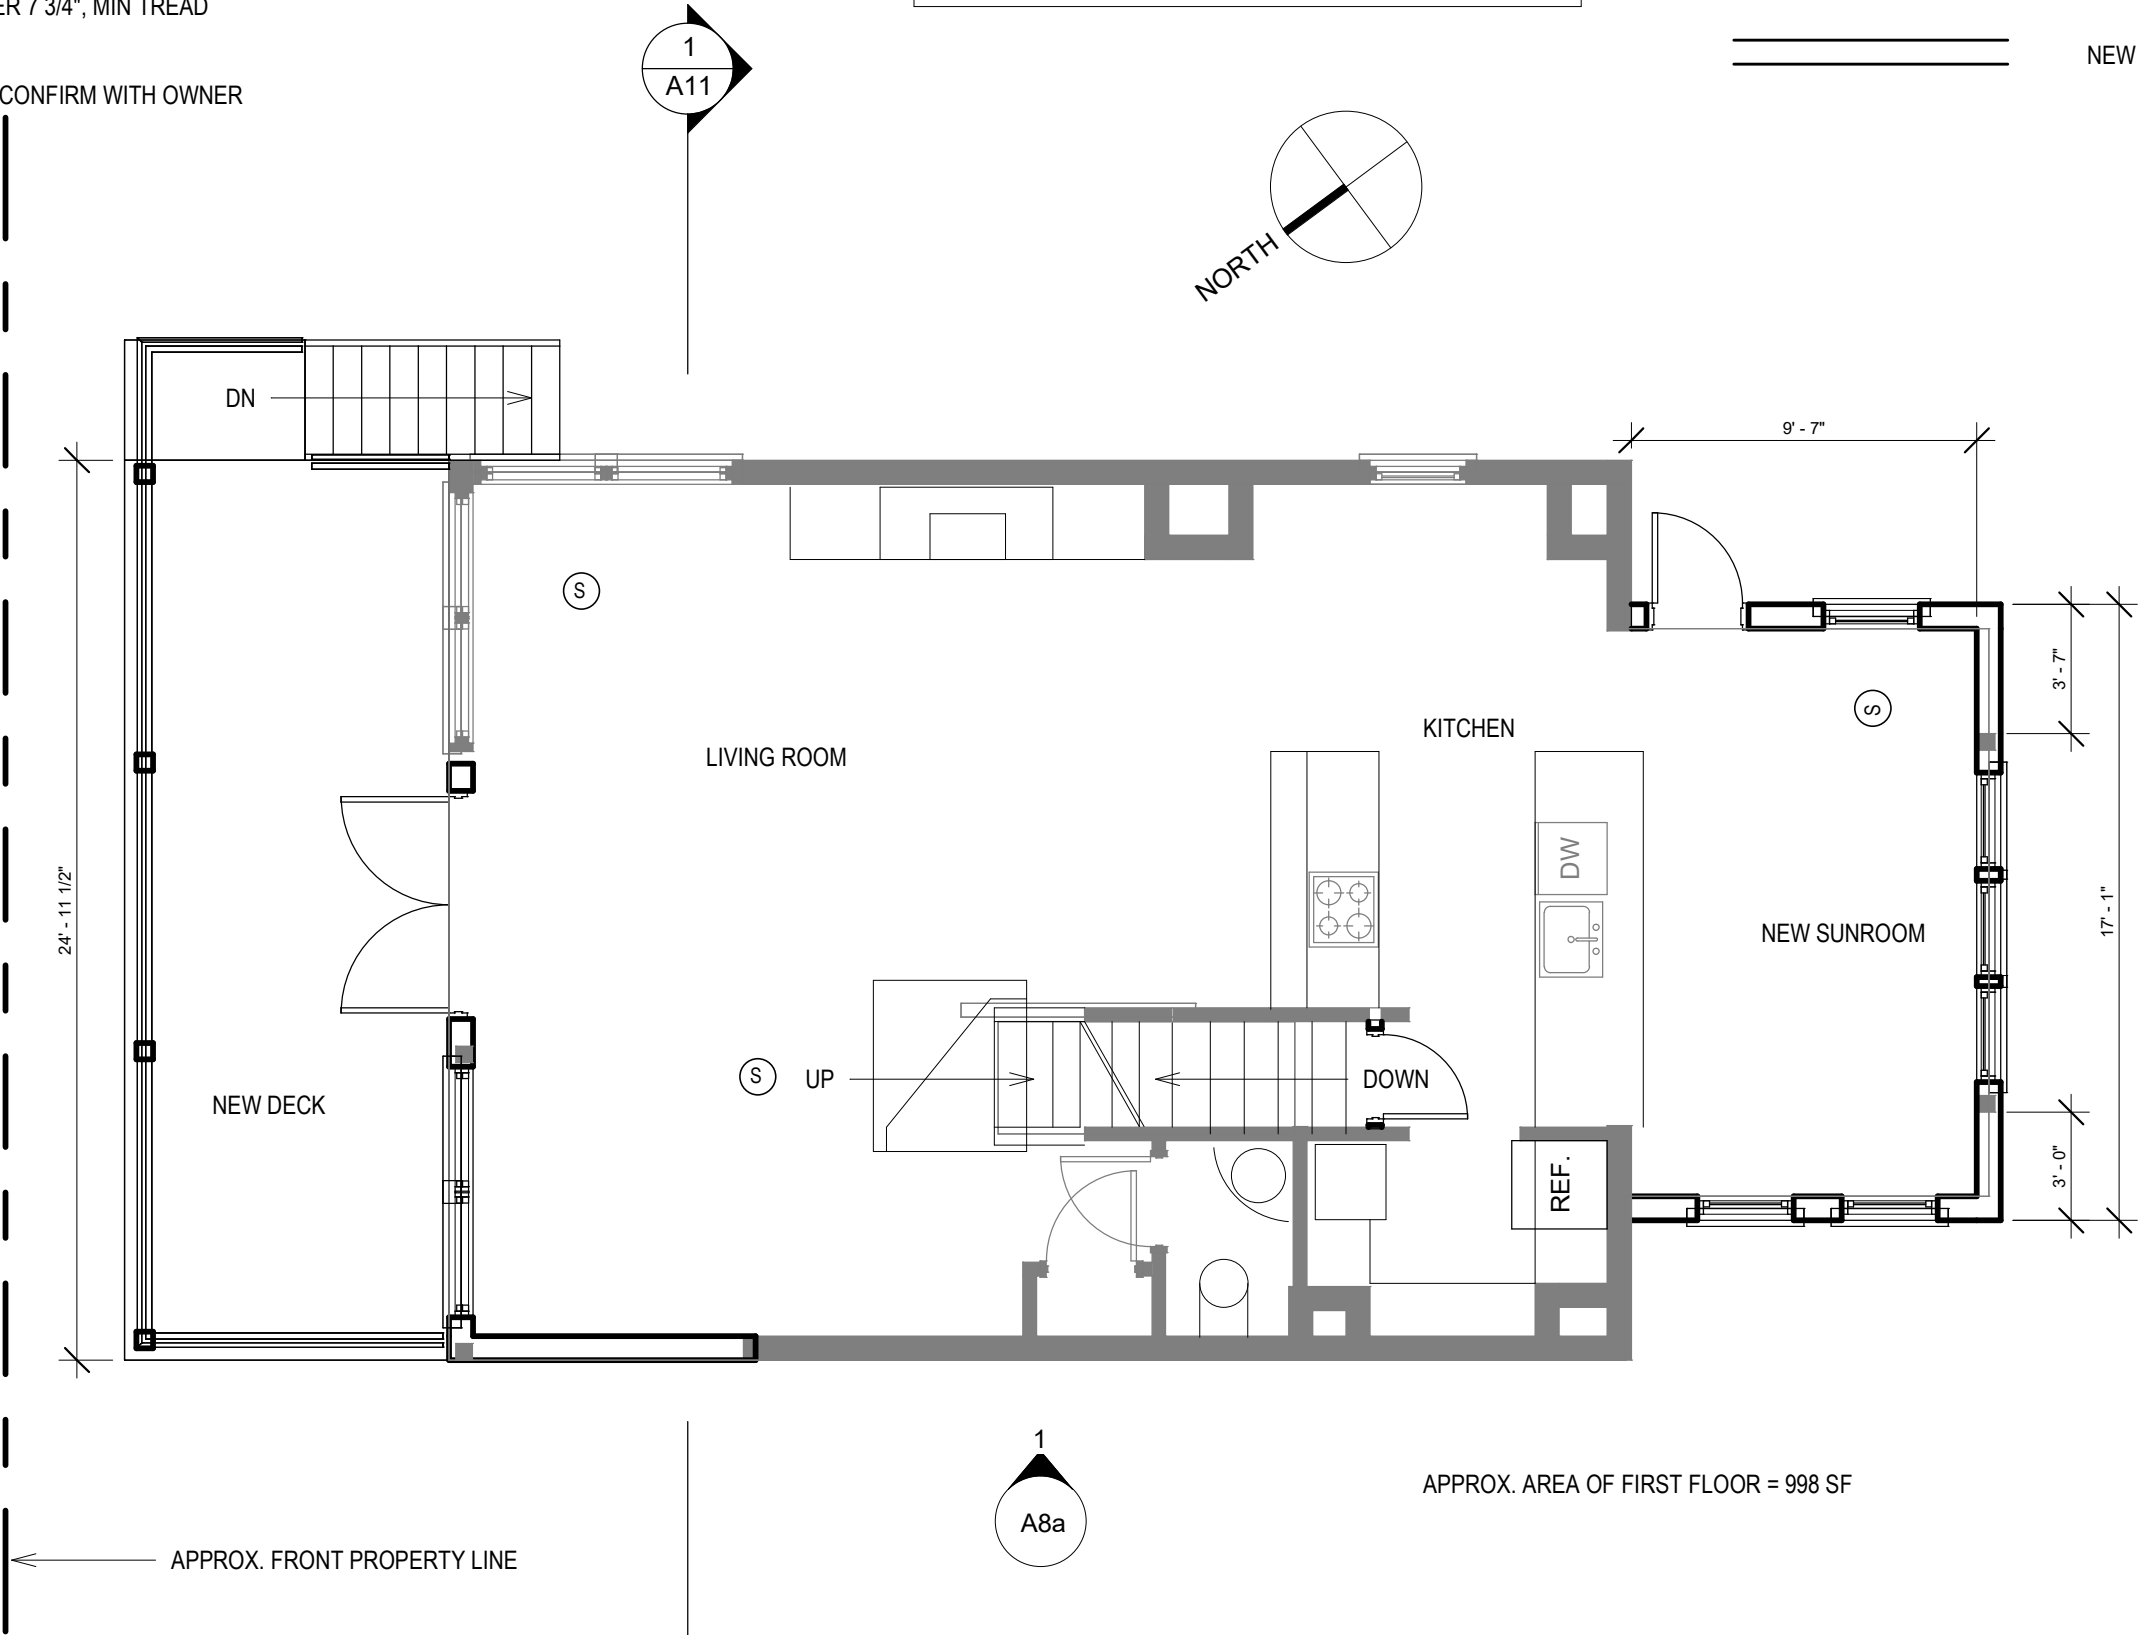 ER 7 3/4", MIN TREAD
CONFIRM WITH OWNER
1
A11
NEW
NORTH
DN
9' - 7"
S
3' - 7"
S
LIVING ROOM
KITCHEN
DW
24' - 11 1/2"
17' - 1"
NEW SUNROOM
S
UP
DOWN
NEW DECK
REF.
3' - 0"
1
A8a
APPROX. AREA OF FIRST FLOOR = 998 SF
APPROX. FRONT PROPERTY LINE